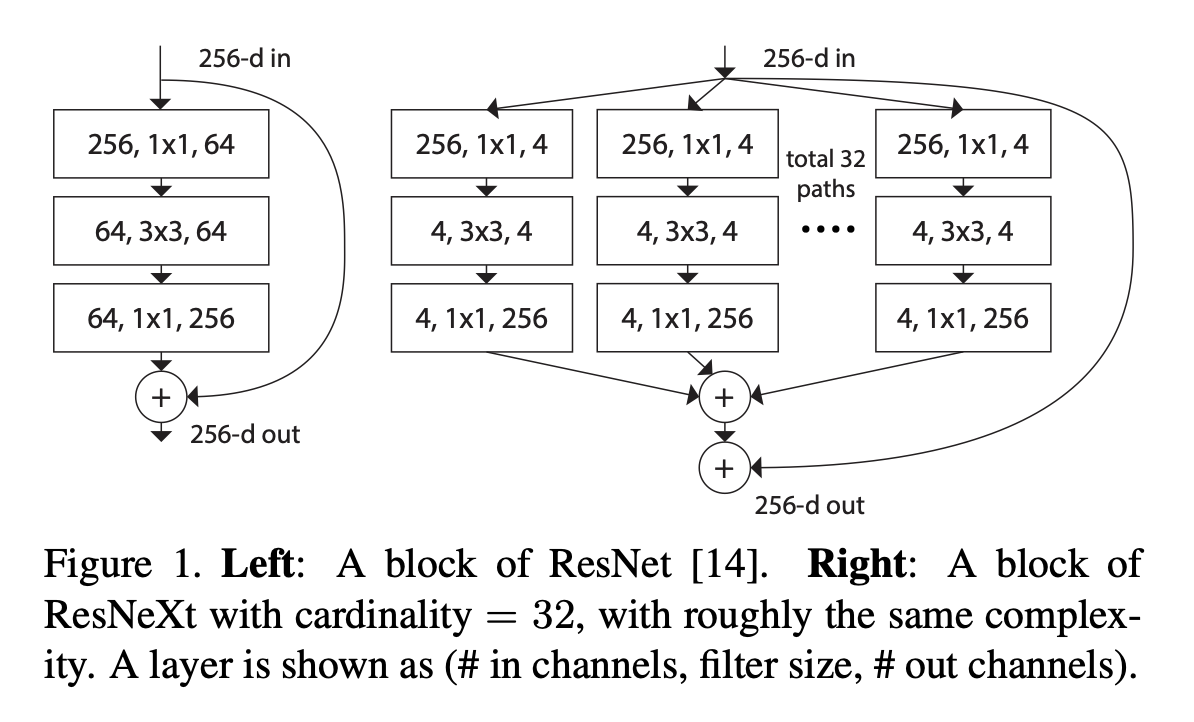 256-d in
256, 1x1, 64
64, 3x3, 64
64, 1x1, 256
+
256-d out
256-d in
256, 1x1, 4
256, 1x1, 4
total 32
paths
256, 1x1, 4
4, 3x3, 4
4, 3x3, 4
....
4, 3x3, 4
4, 1x1, 256
4, 1x1, 256
4, 1x1, 256
+
+
256-d out
Figure 1. Left: A block of ResNet [14]. Right: A block of
ResNeXt with cardinality = 32, with roughly the same complex-
ity. A layer is shown as (# in channels, filter size, # out channels).